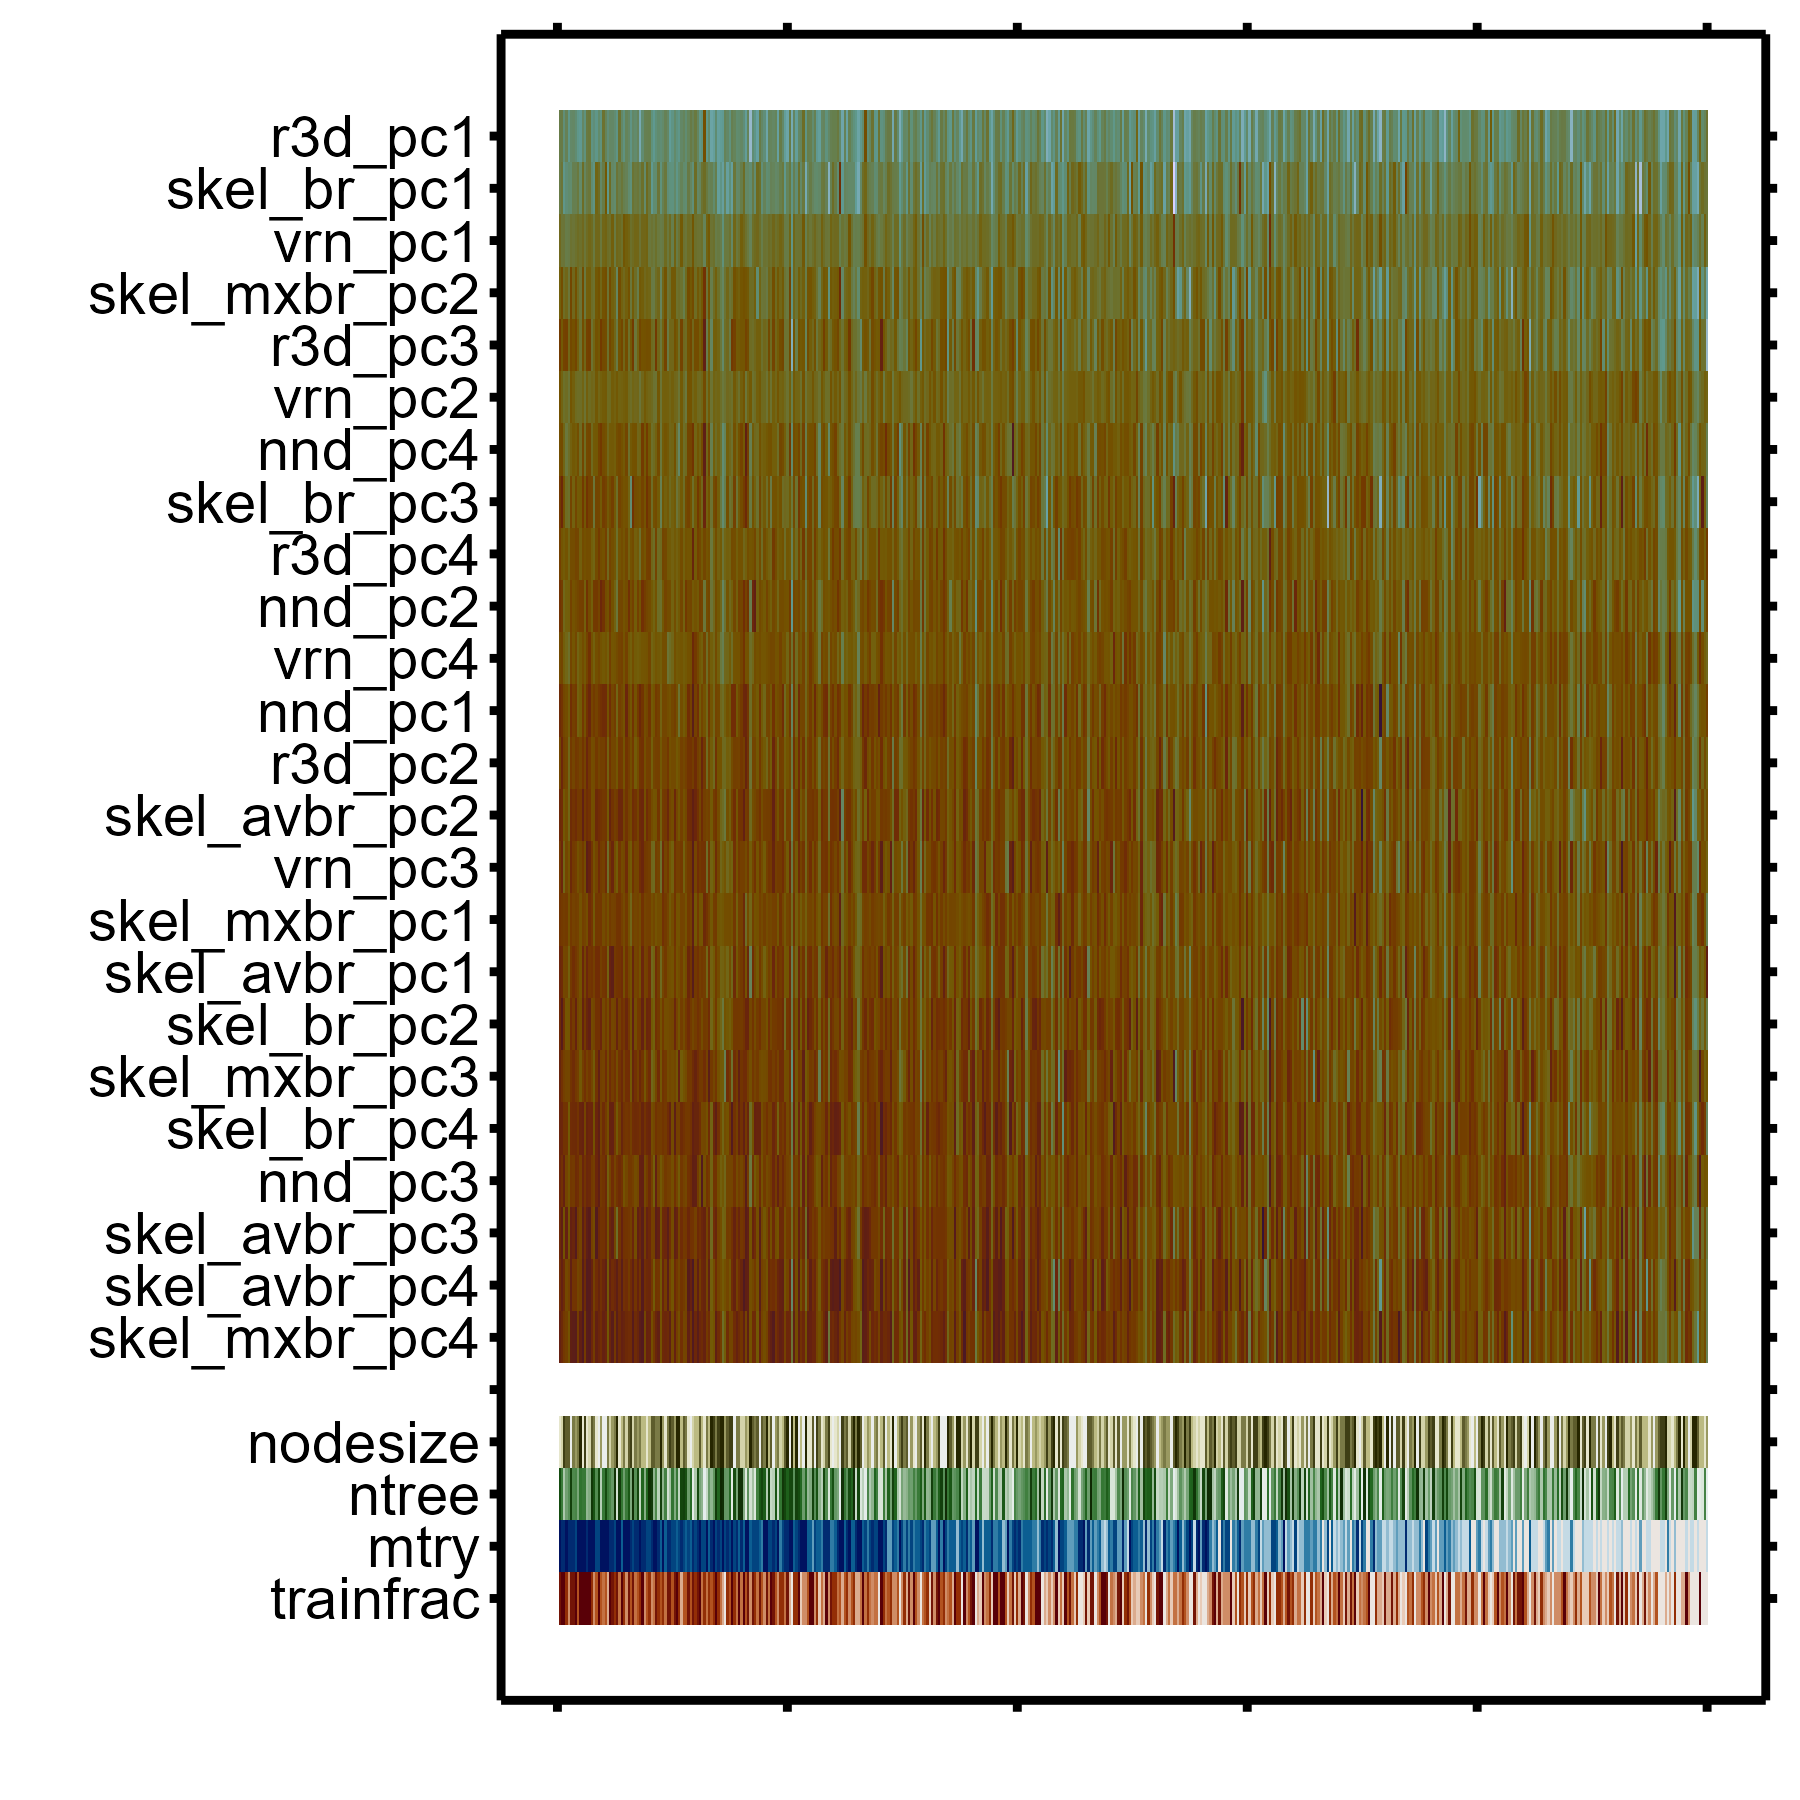 r3d_pc1
skel_br_pc1
vrn_pc1
skel_mxbr_pc2
r3d_pc3
vrn_pc2
nnd_pc4
skel_br_pc3
r3d_pc4
nnd_pc2
vrn_pc4
nnd_pc1
r3d_pc2
skel_avbr_pc2
vrn_pc3
skel_mxbr_pc1
skel_avbr_pc1
skel_br_pc2
skel_mxbr_pc3
skel_br_pc4
nnd_pc3
skel_avbr_pc3
skel_avbr_pc4
skel_mxbr_pc4
nodesize
ntree
mtry
trainfrac